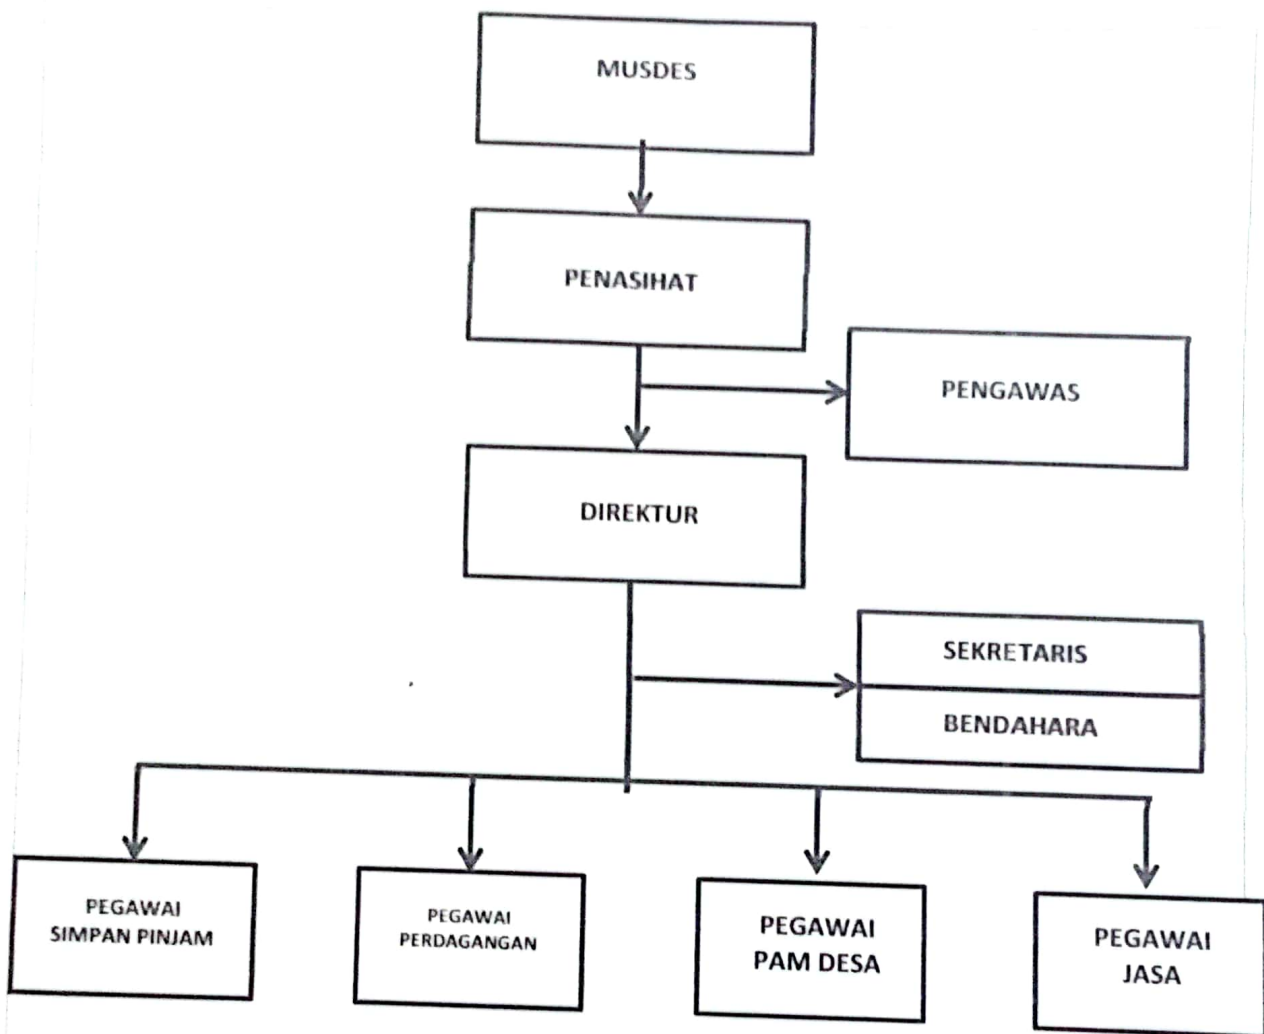 MUSDES
PENASIHAT
PENGAWAS
DIREKTUR
SEKRETARIS
BENDAHARA
PEGAWAI
SIMPAN PINJAM
PEGAWAI
PERDAGANGAN
PEGAWAI
PAM DESA
PEGAWAI
JASA